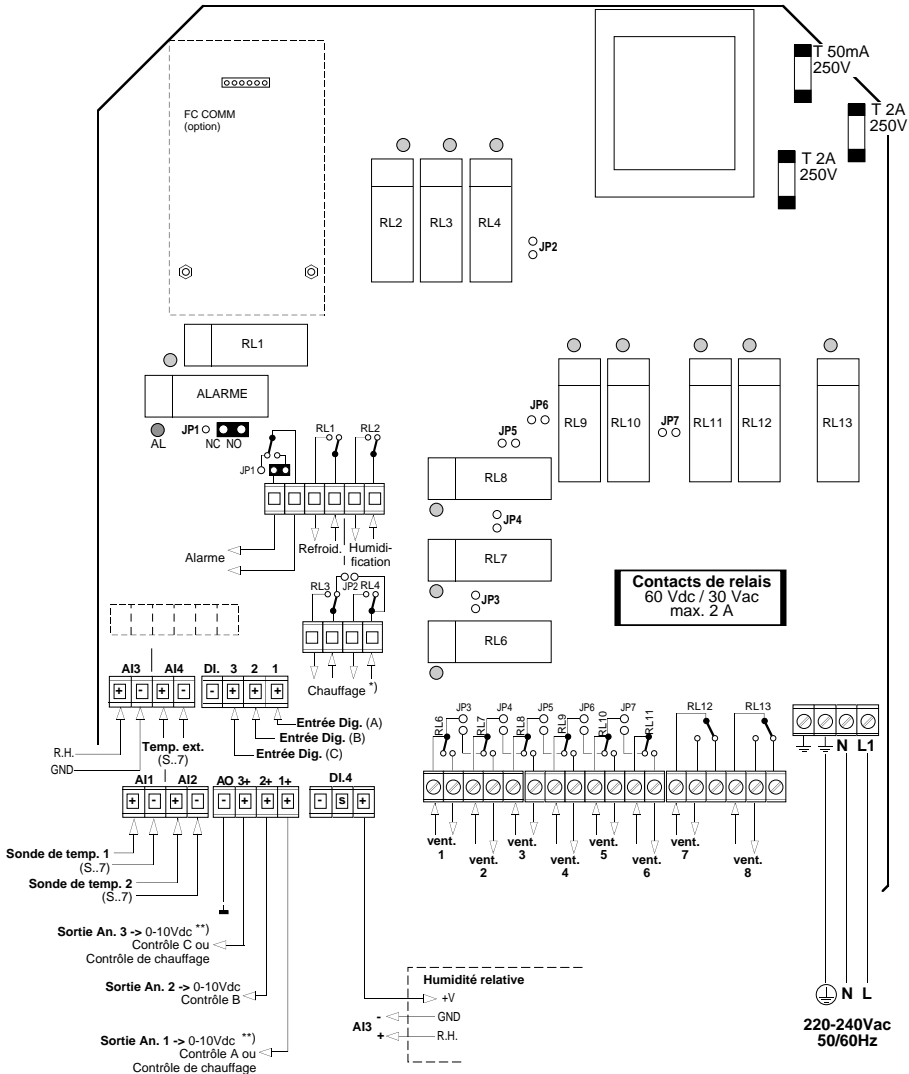 T 50mA
250V
T 2A
250V
T 2A
250V
FC COMM
(option)
RL2
RL3
RL4
JP2
RL1
ALARME
AL
JP1
NC NO
RL9
RL10
RL11
RL12
RL13
JP6
JP5
JP7
RL8
JP4
RL7
JP3
RL6
RL1
RL2
JP1
Alarme
Refroid.
Humidi-
fication
RL3
JP2
RL4
Chauffage *)
Contacts de relais
60 Vdc / 30 Vac
max. 2 A
AI3
AI4
DI. 3 2 1
+ - + -
- + + +
R.H.
GND
Temp. ext.
(S..7)
Entrée Dig. (A)
Entrée Dig. (B)
Entrée Dig. (C)
AI1
AI2
AO 3+ 2+ 1+
DI.4
+ - + -
- + + +
- s +
Sonde de temp. 1
(S..7)
Sonde de temp. 2
(S..7)
Sortie An. 3 -> 0-10Vdc **)
Contrôle C ou
Contrôle de chauffage
Sortie An. 2 -> 0-10Vdc
Contrôle B
Sortie An. 1 -> 0-10Vdc **)
Contrôle A ou
Contrôle de chauffage
Humidité relative
+V
GND
R.H.
AI3
-
+
RL6
JP3
RL7
JP4
RL8
JP5
RL9
JP6
RL10
JP7
RL11
RL12
RL13
vent.
1
vent.
2
vent.
3
vent.
4
vent.
5
vent.
6
vent.
7
vent.
8
N L1
N L
220-240Vac
50/60Hz